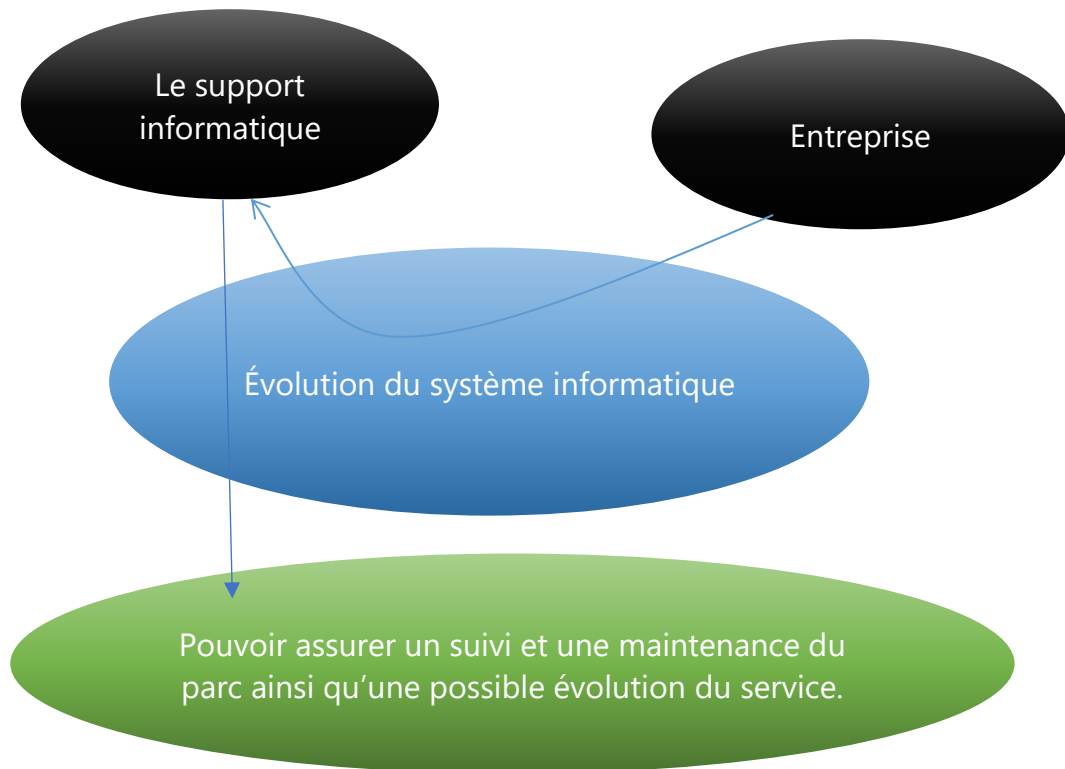 Le support
informatique
Entreprise
Évolution du système informatique
Pouvoir assurer un suivi et une maintenance du
parc ainsi qu’une possible évolution du service.